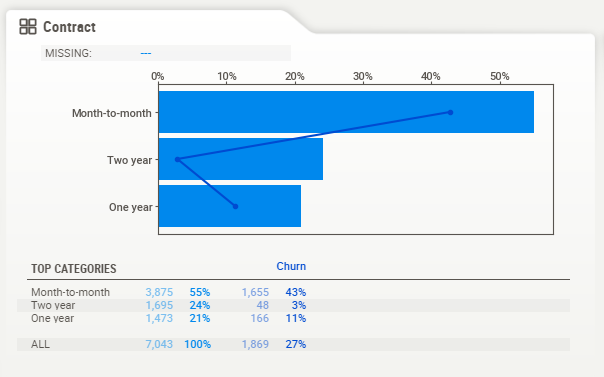 Contract
MISSING: ---
0% 10% 20% 30% 40% 50%
Month-to-month
Two year
One year
TOP CATEGORIES Churn
Month-to-month 3,875 55% 1,655 43%
Two year 1,695 24% 48 3%
One year 1,473 21% 166 11%
ALL 7,043 100% 1,869 27%